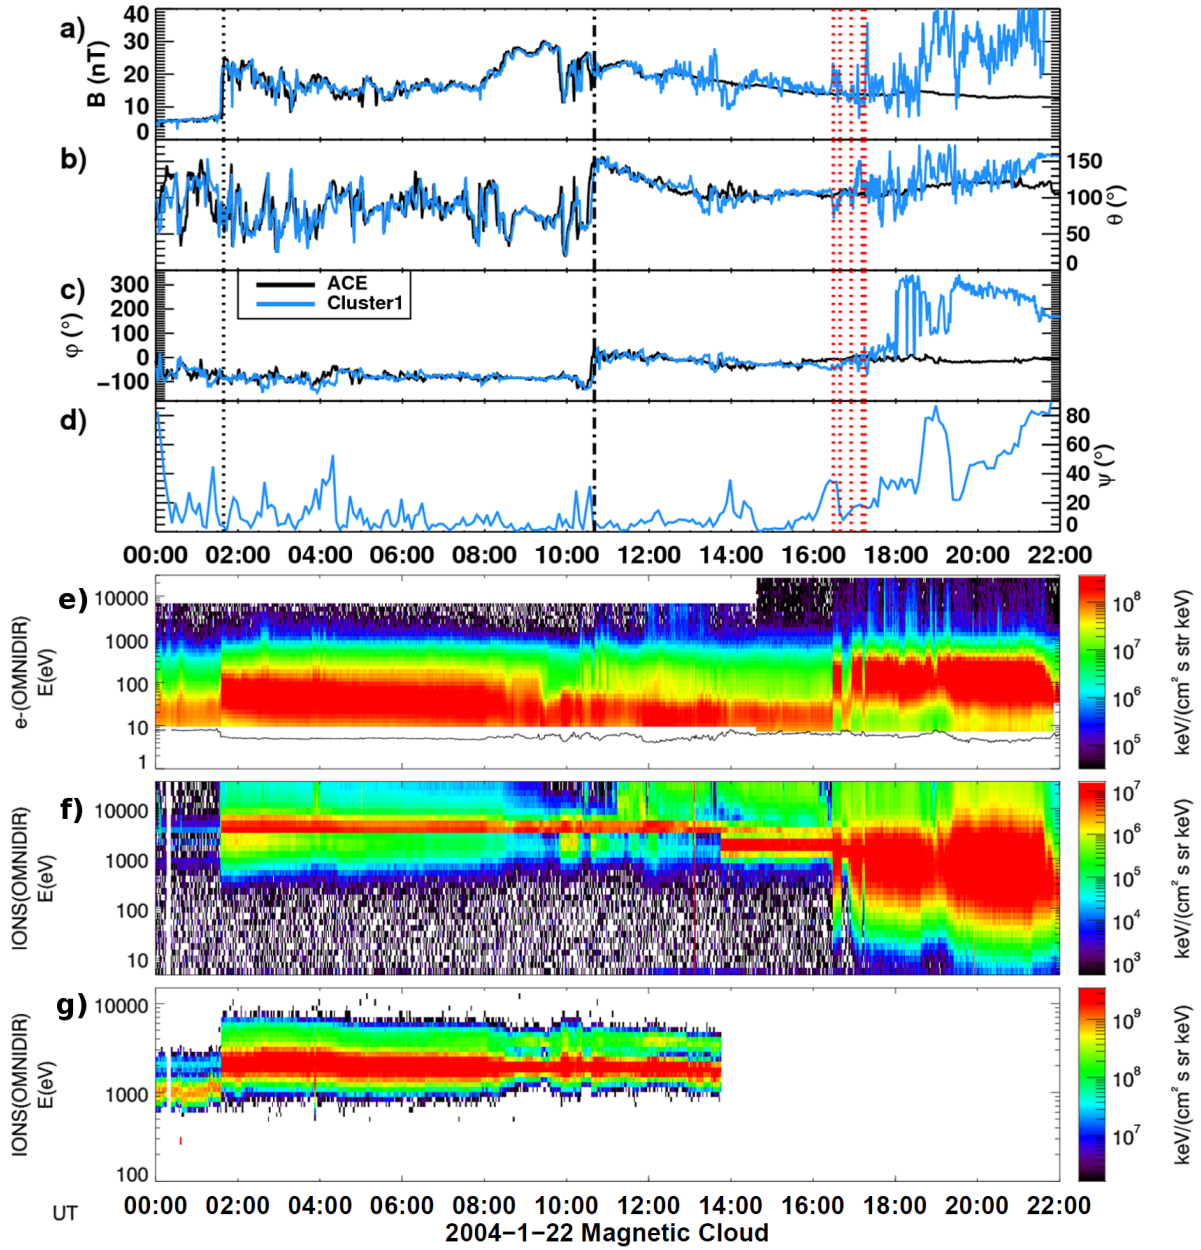 a)
B (nT)
40
30
20
10
0
b)
150
100
50
0
θ (°)
c)
φ (°)
300
200
100
0
−100
ACE
Cluster1
d)
80
60
40
20
0
ψ (°)
00:00 02:00 04:00 06:00 08:00 10:00 12:00 14:00 16:00 18:00 20:00 22:00
e)
e-(OMNIDIR)
E(eV)
10000
1000
100
10
1
10⁸
10⁷
10⁶
10⁵
keV/(cm² s str keV)
f)
IONS(OMNIDIR)
E(eV)
10000
1000
100
10
10⁷
10⁶
10⁵
10⁴
10³
keV/(cm² s sr keV)
g)
IONS(OMNIDIR)
E(eV)
10000
1000
100
10⁹
10⁸
10⁷
keV/(cm² s sr keV)
00:00 02:00 04:00 06:00 08:00 10:00 12:00 14:00 16:00 18:00 20:00 22:00
UT
2004−1−22 Magnetic Cloud